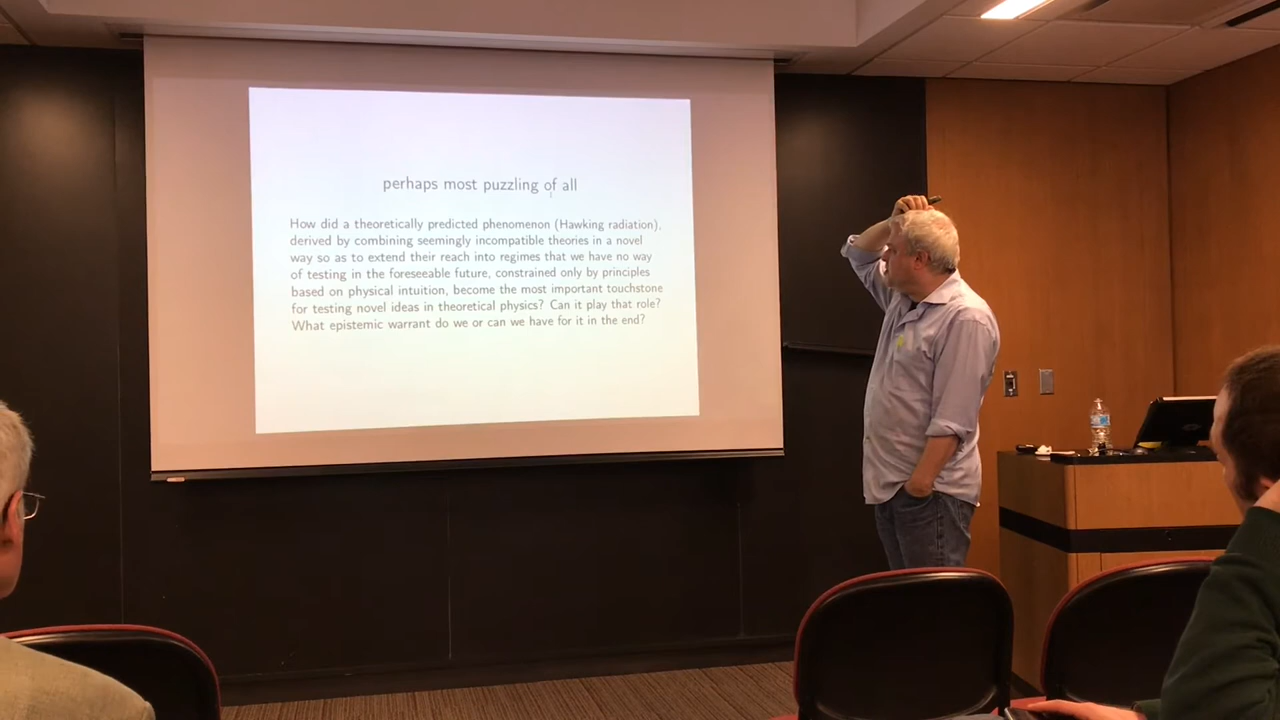 perhaps most puzzling of all
How did a theoretically predicted phenomenon (Hawking radiation),
derived by combining seemingly incompatible theories in a novel
way so as to extend their reach into regimes that we have no way
of testing in the foreseeable future, constrained only by principles
based on physical intuition, become the most important touchstone
for testing novel ideas in theoretical physics? Can it play that role?
What epistemic warrant do we or can we have for it in the end?